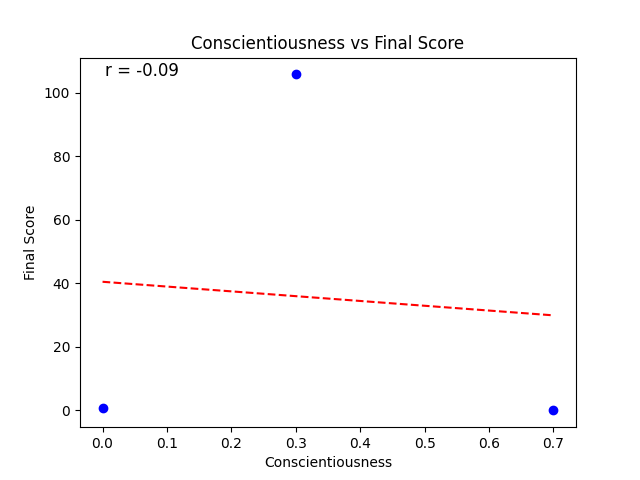 Conscientiousness vs Final Score
r = -0.09
100
80
60
40
20
0
Final Score
0.0 0.1 0.2 0.3 0.4 0.5 0.6 0.7
Conscientiousness